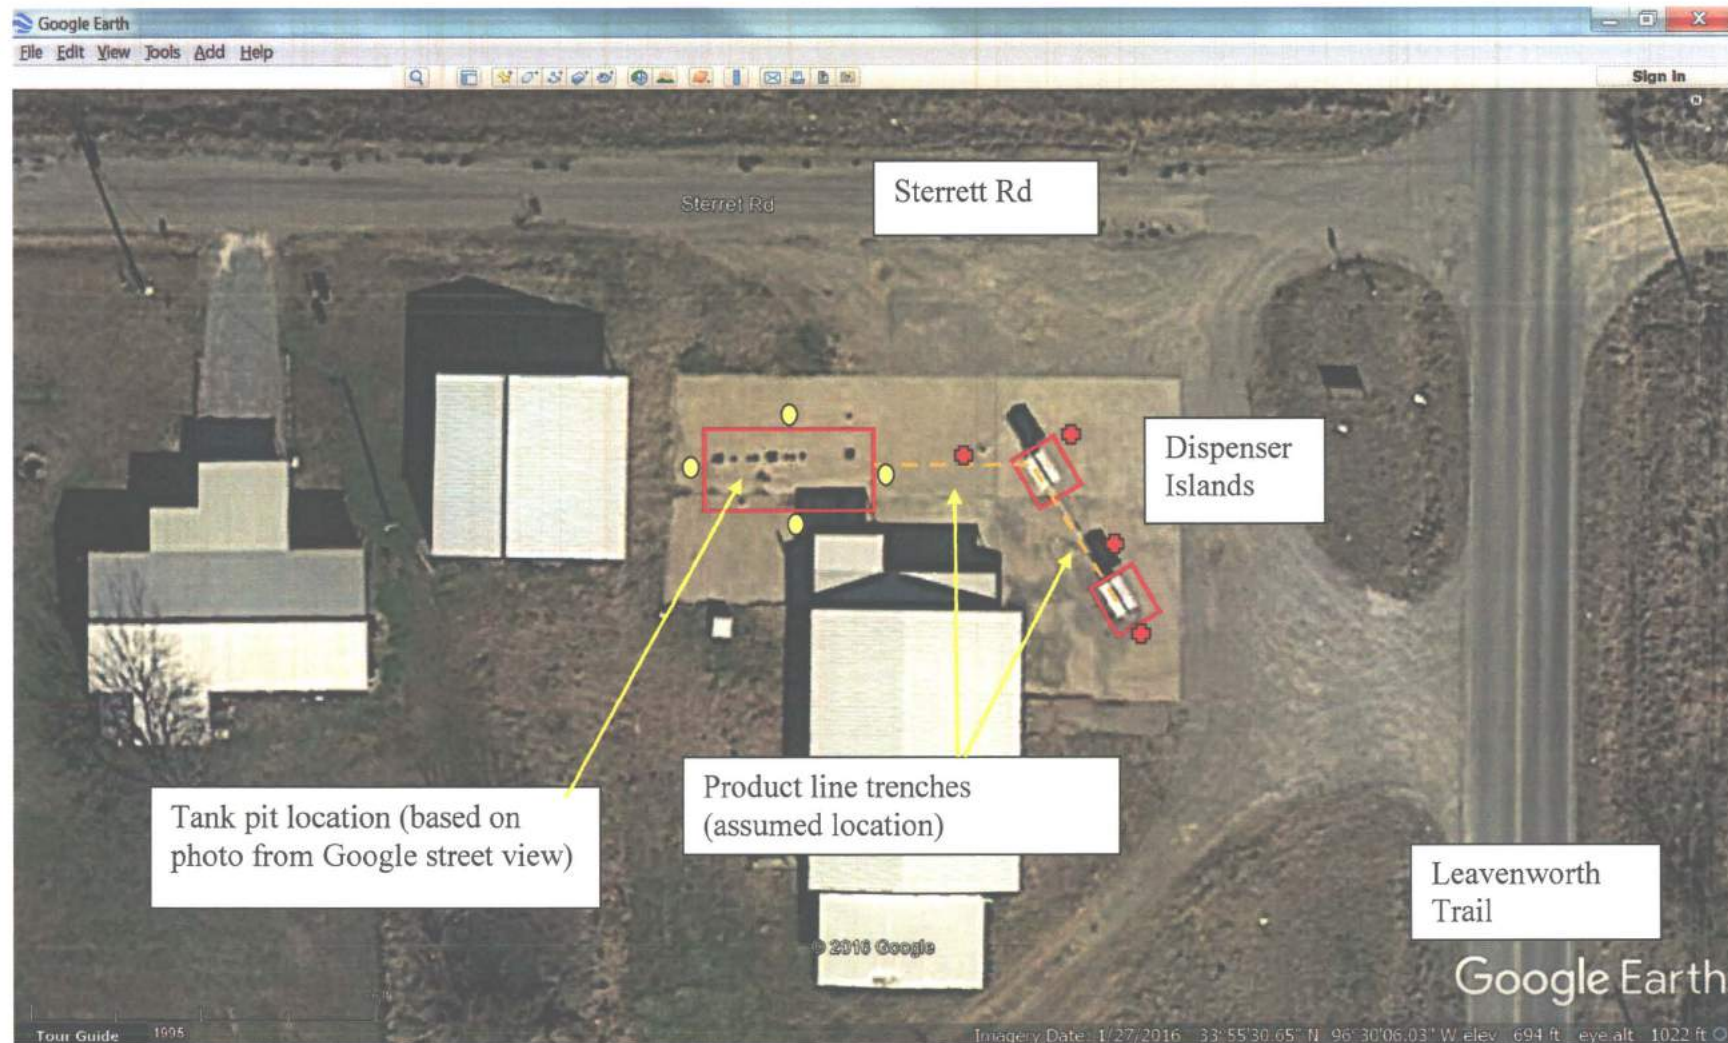 Google Earth
File Edit View Tools Add Help
Sign in
Sterrett Rd
Sterret Rd
Dispenser
Islands
Product line trenches
(assumed location)
Tank pit location (based on
photo from Google street view)
Leavenworth
Trail
© 2016 Google
Google Earth
Tour Guide 1995
Imagery Date: 1/27/2016 33°55'30.65" N 96°30'06.03" W elev 694 ft eye alt 1022 ft